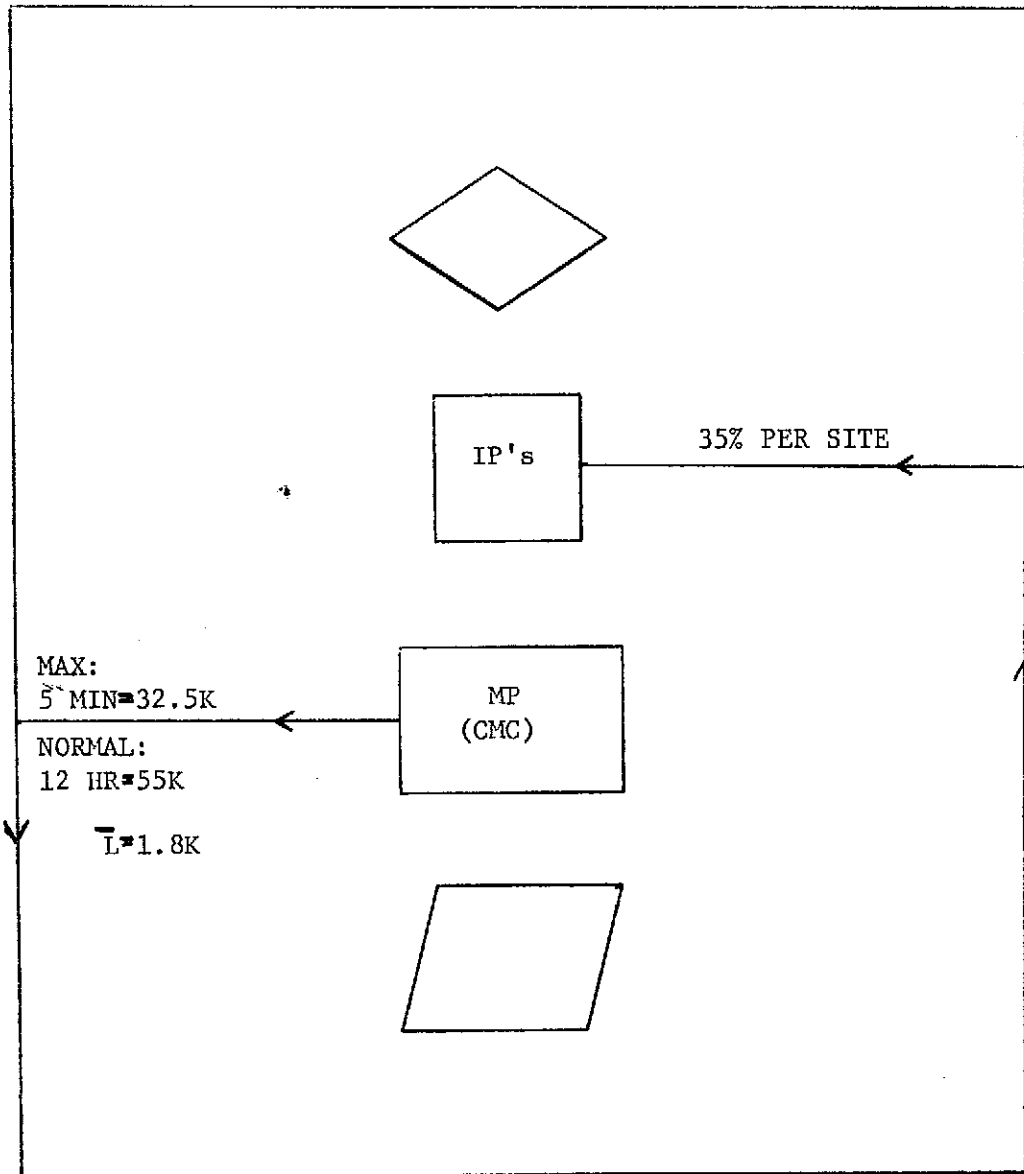 IP's
35% PER SITE
MAX:
5 MIN=32.5K
MP
(CMC)
NORMAL:
12 HR=55K
L=1.8K